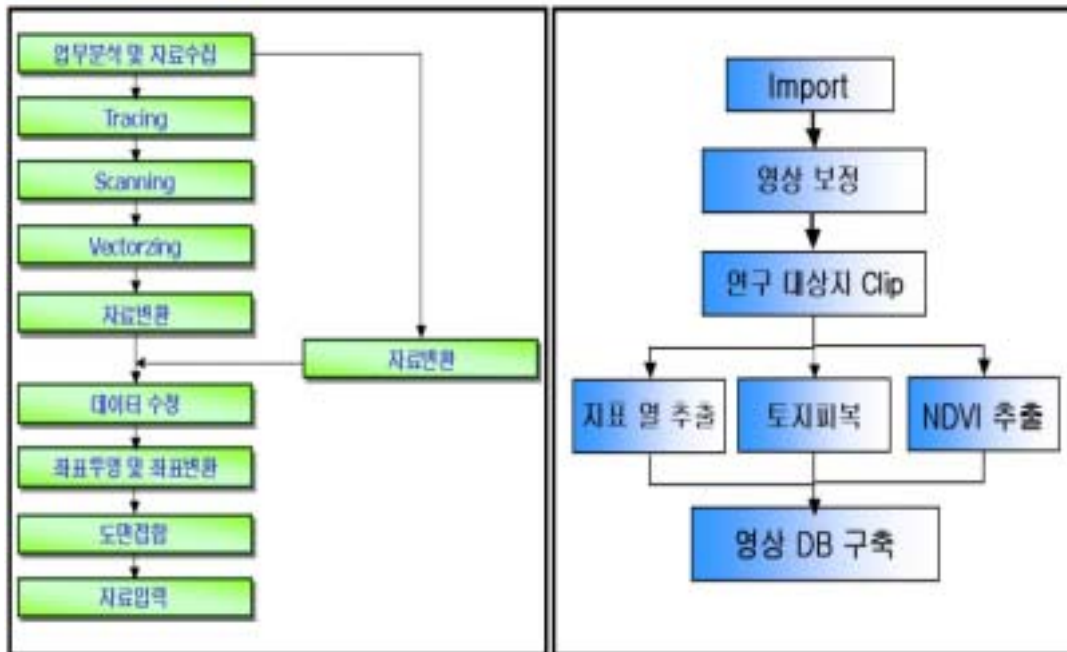 업무분석 및 자료수집
Tracing
Scanning
Vectorzing
자료변환
자료변환
데이터 수정
좌표투영 및 좌표변환
도면접합
자료입력
Import
영상 보정
연구 대상지 Clip
지표 열 추출
토지피복
NDVI 추출
영상 DB 구축